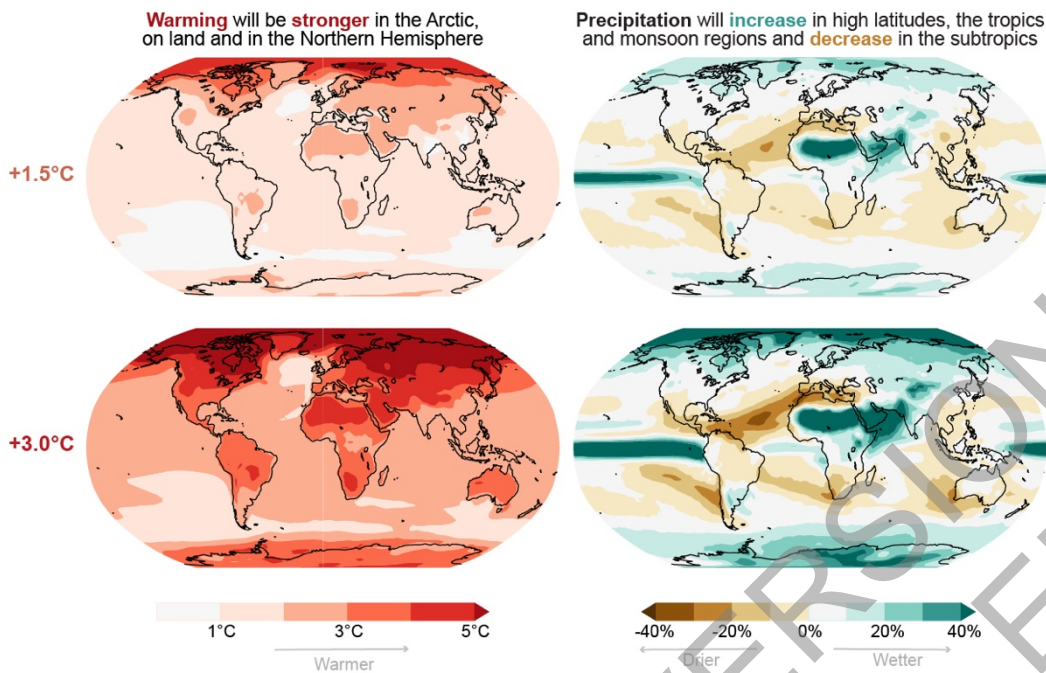 Warming will be stronger in the Arctic,
on land and in the Northern Hemisphere
Precipitation will increase in high latitudes, the tropics
and monsoon regions and decrease in the subtropics
+1.5°C
+3.0°C
1°C 3°C 5°C
Warmer
-40% -20% 0% 20% 40%
Drier Wetter
VERSION